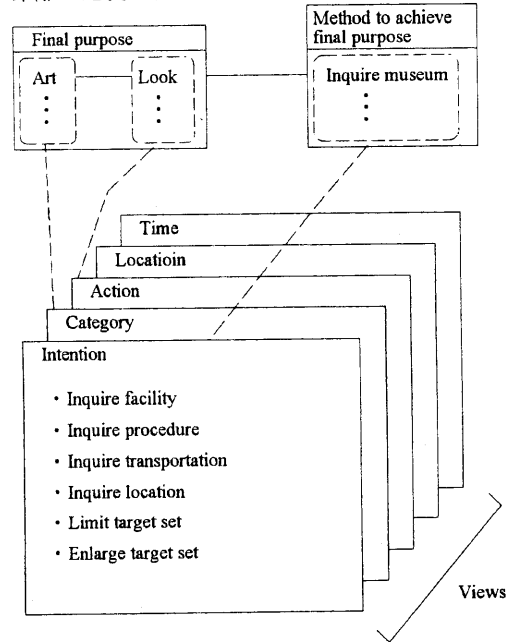 Final purpose
Art
Look
Method to achieve
final purpose
Inquire museum
Time
Locatioin
Action
Category
Intention
・Inquire facility
・Inquire procedure
・Inquire transportation
・Inquire location
・Limit target set
・Enlarge target set
Views